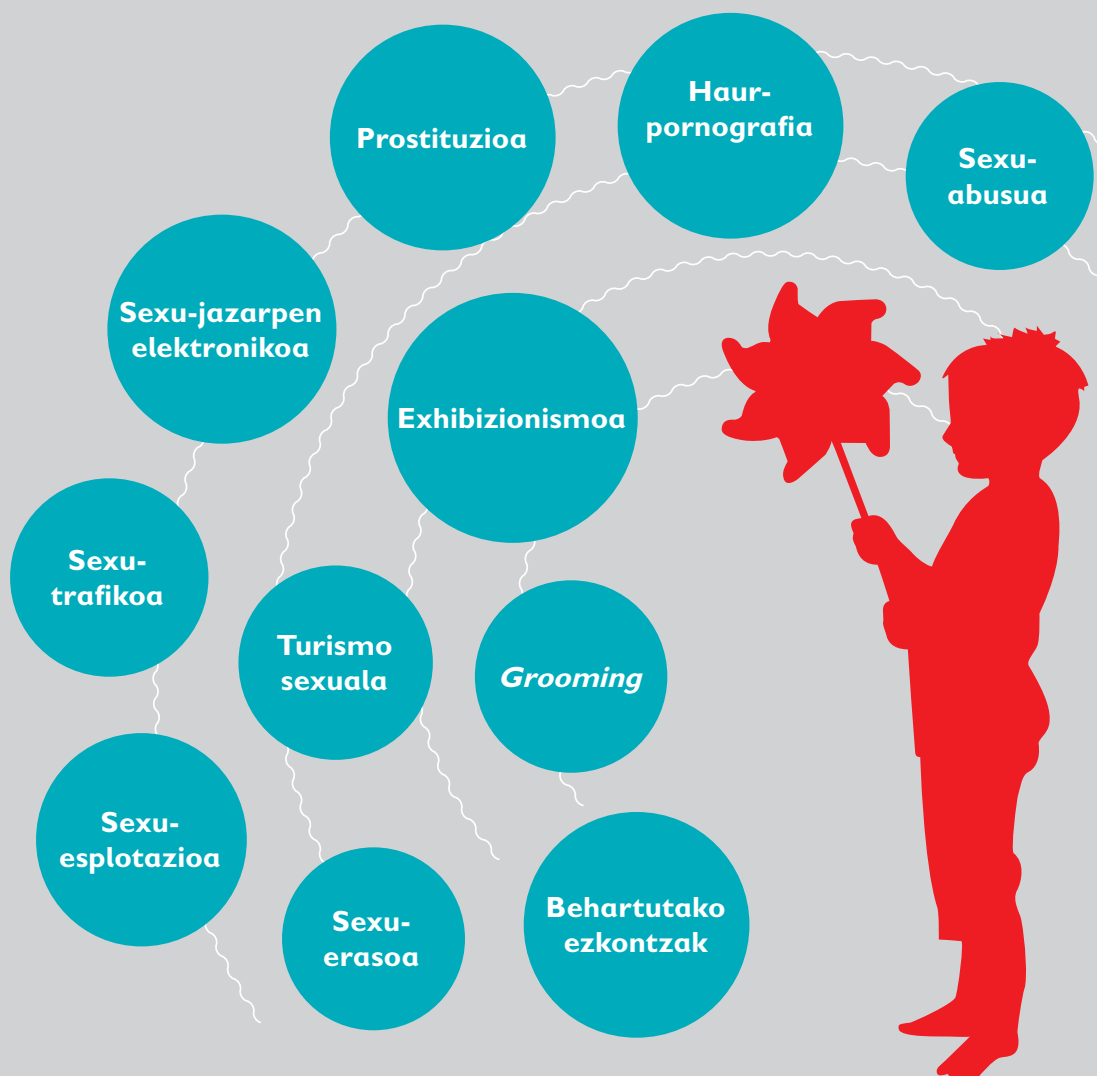 Prostituzioa
Haur-
pornografia
Sexu-
abusua
Sexu-jazarpen
elektronikoa
Exhibizionismoa
Sexu-
trafikoa
Turismo
sexuala
Grooming
Sexu-
esplotazioa
Sexu-
erasoa
Behartutako
ezkontzak